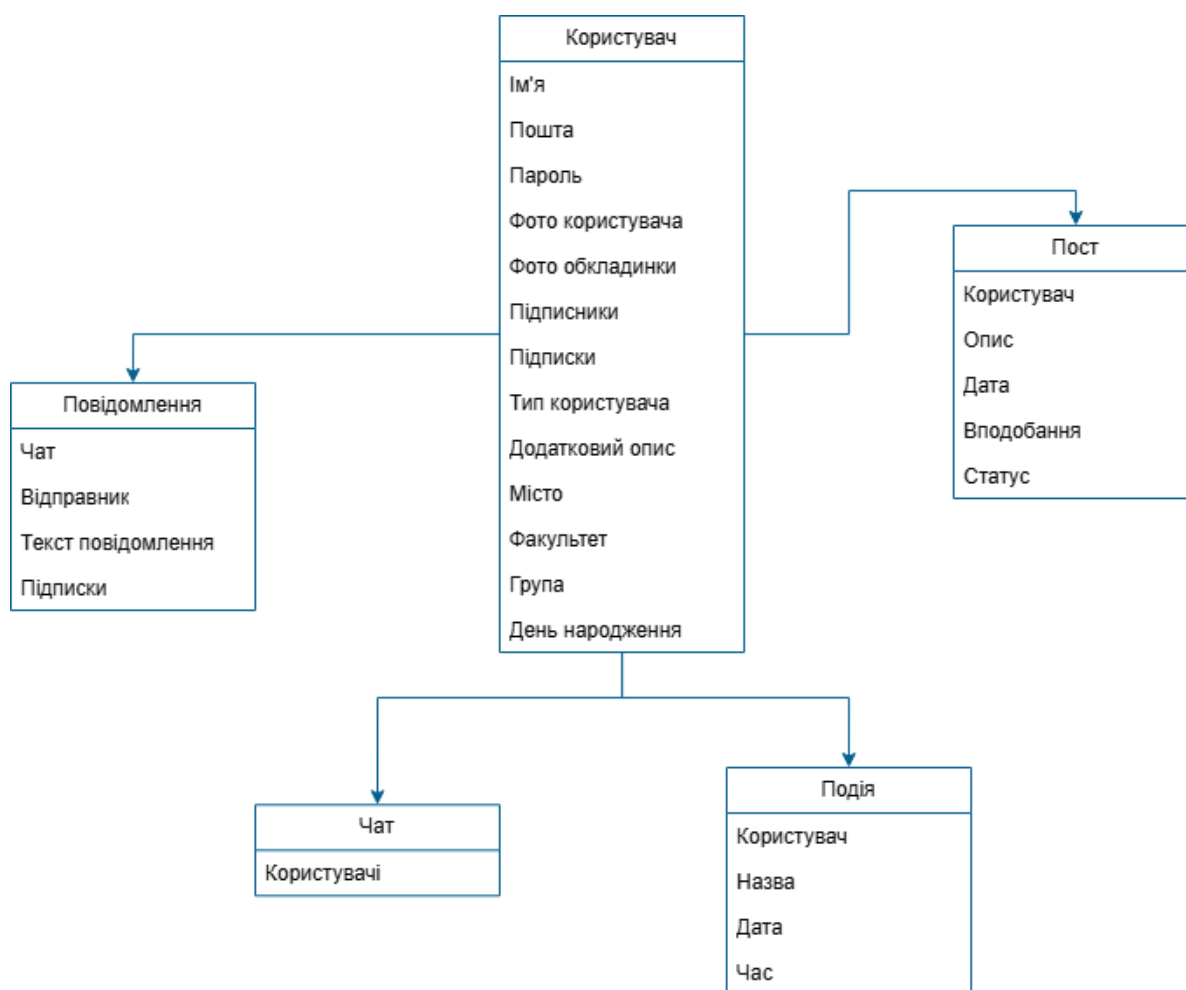 Користувач
Ім'я
Пошта
Пароль
Фото користувача
Фото обкладинки
Підписники
Підписки
Тип користувача
Додатковий опис
Місто
Факультет
Група
День народження
Пост
Користувач
Опис
Дата
Вподобання
Статус
Повідомлення
Чат
Відправник
Текст повідомлення
Підписки
Чат
Користувачі
Подія
Користувач
Назва
Дата
Час